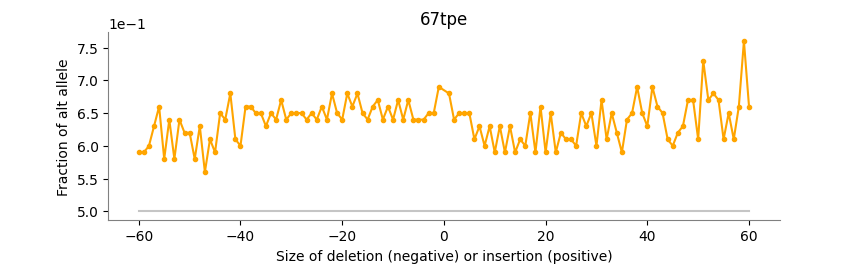 67tpe
1e−1
7.5
7.0
6.5
6.0
5.5
5.0
Fraction of alt allele
−60 −40 −20 0 20 40 60
Size of deletion (negative) or insertion (positive)